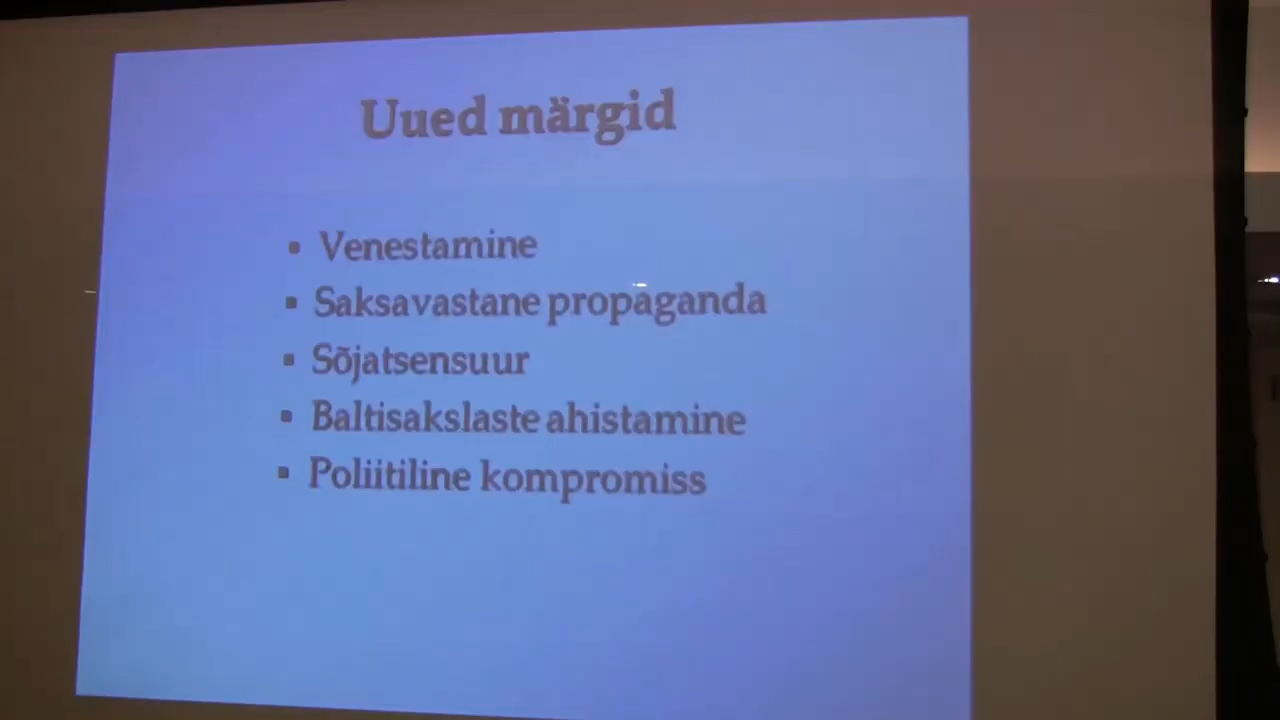 Uued märgid
Venestamine
Saksavastane propaganda
Sõjatsensuur
Baltisakslaste ahistamine
Poliitiline kompromiss